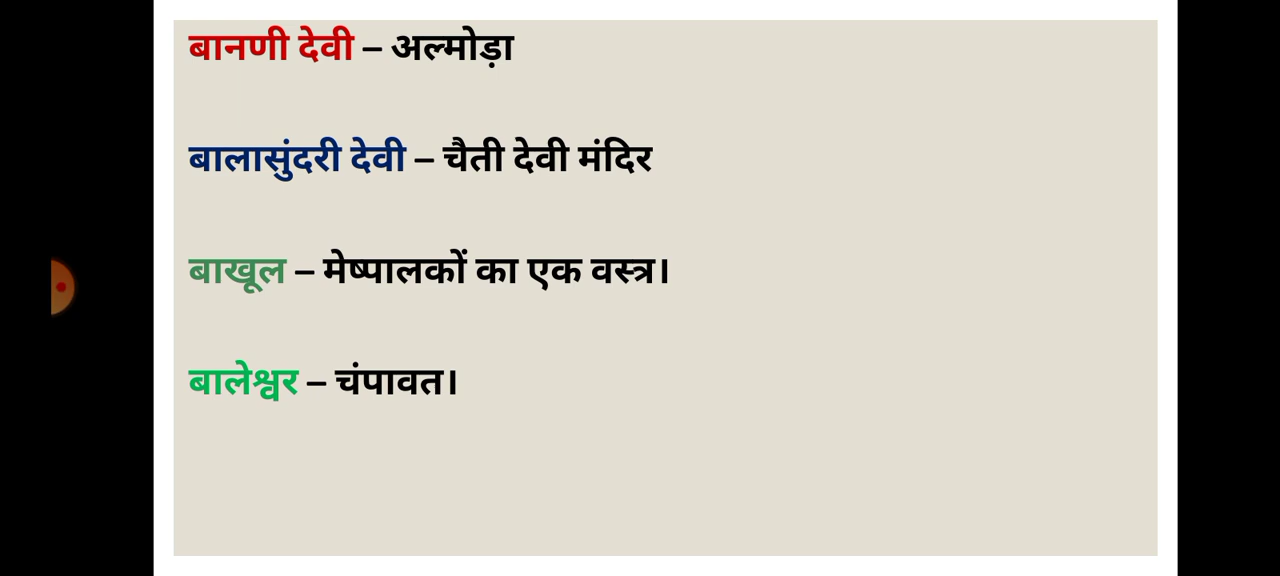 बानणी देवी – अल्मोड़ा
बालासुंदरी देवी – चैती देवी मंदिर
बाखूल – मेष्पालकों का एक वस्त्र।
बालेश्वर – चंपावत।